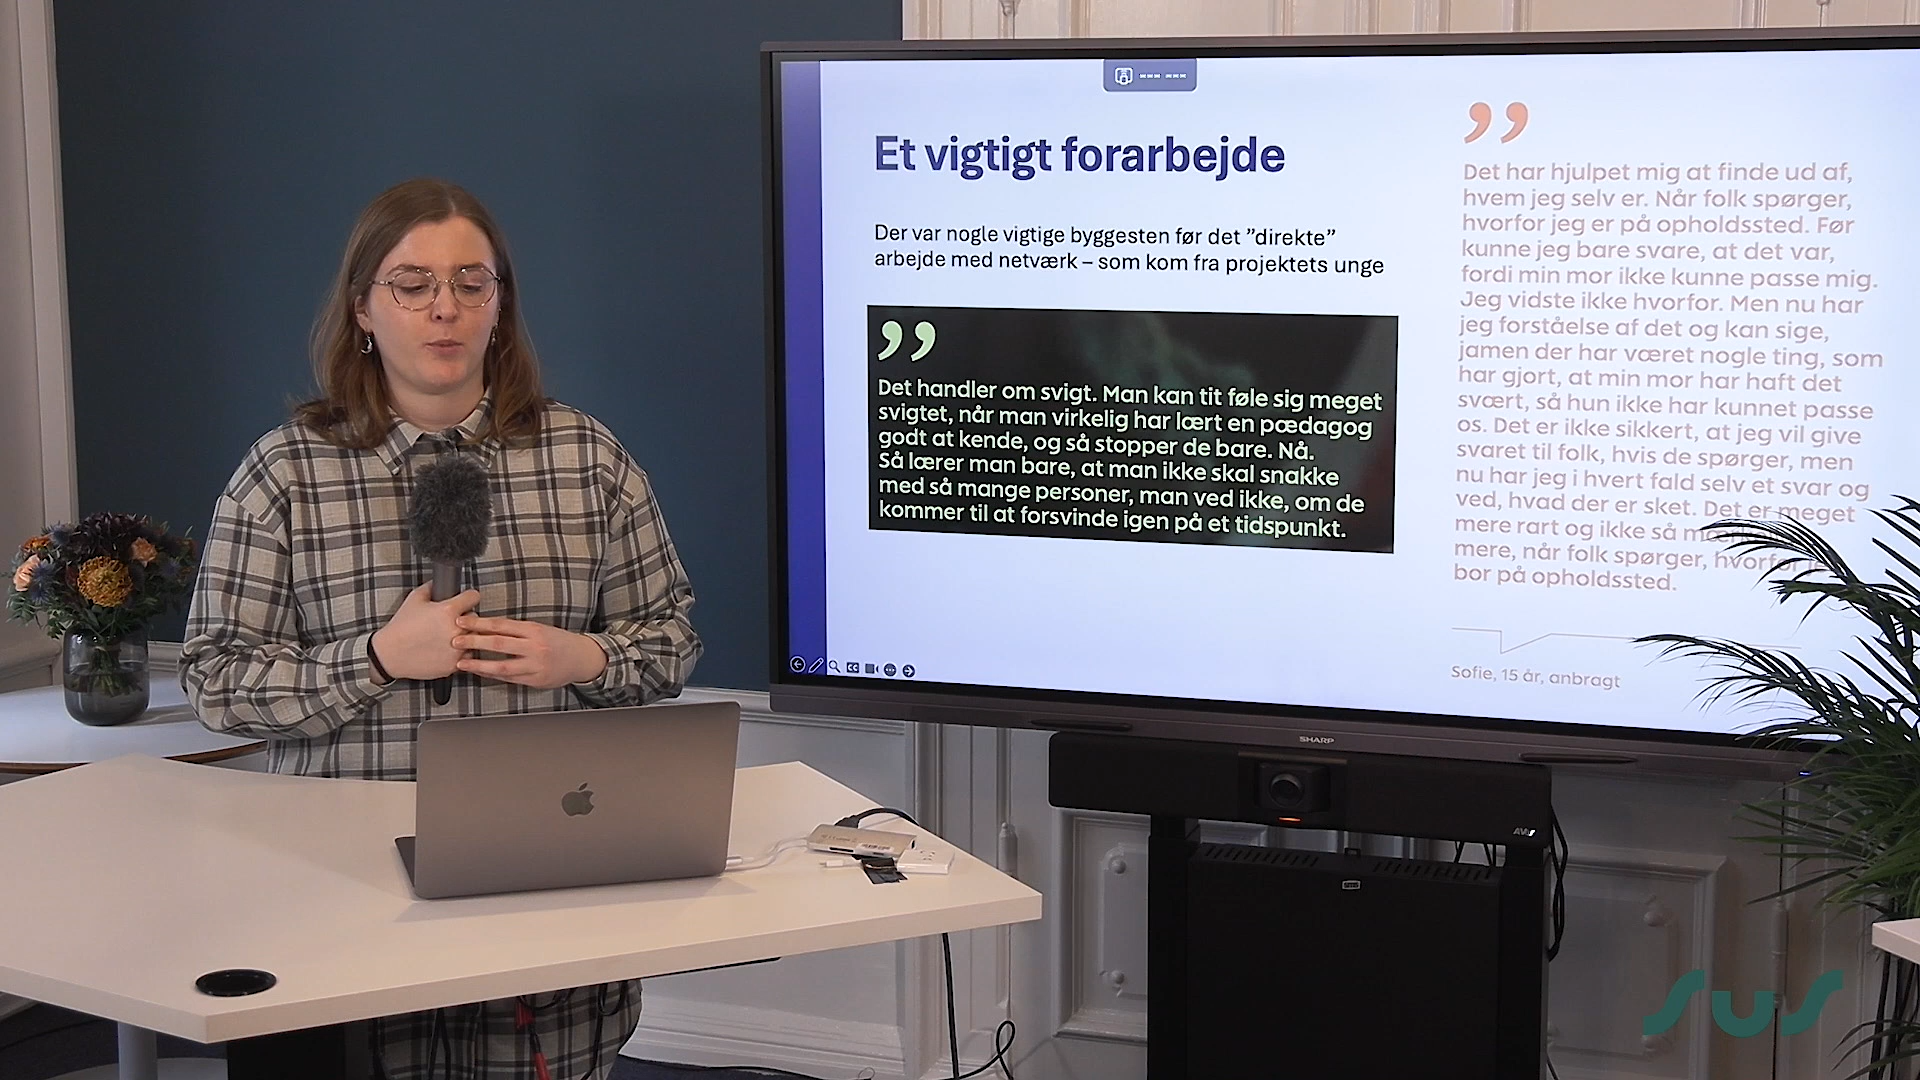 Et vigtigt forarbejde
Der var nogle vigtige byggesten før det ”direkte”
arbejde med netværk – som kom fra projektets unge
”
Det handler om svigt. Man kan tit føle sig meget
svigtet, når man virkelig har lært en pædagog
godt at kende, og så stopper de bare. Nå.
Så lærer man bare, at man ikke skal snakke
med så mange personer, man ved ikke, om de
kommer til at forsvinde igen på et tidspunkt.
”
Det har hjulpet mig at finde ud af,
hvem jeg selv er. Når folk spørger,
hvorfor jeg er på opholdssted. Før
kunne jeg bare svare, at det var,
fordi min mor ikke kunne passe mig.
Jeg vidste ikke hvorfor. Men nu har
jeg forståelse af det og kan sige,
jamen der har været nogle ting, som
har gjort, at min mor har haft det
svært, så hun ikke har kunnet passe
os. Det er ikke sikkert, at jeg vil give
svaret til folk, hvis de spørger, men
nu har jeg i hvert fald selv et svar og
ved, hvad der er sket. Det er meget
mere rart og ikke så
mere, når folk spørger, hvorfor
bor på opholdssted.
Sofie, 15 år, anbragt
SHARP
sus